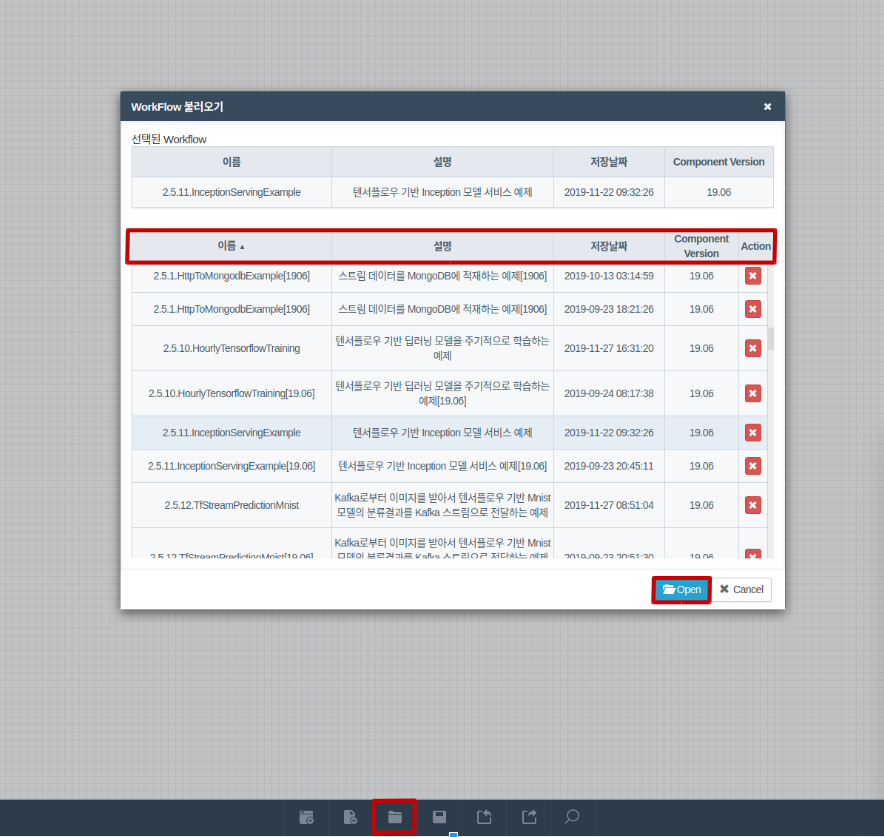 WorkFlow 불러오기
선택된 Workflow
이름 설명 저장날짜 Component Version
2.5.11.InceptionServingExample 텐서플로우 기반 Inception 모델 서비스 예제 2019-11-22 09:32:26 19.06
이름 ▲ 설명 저장날짜 Component Version Action
2.5.1.HttpToMongodbExample[1906] 스트림 데이터를 MongoDB에 적재하는 예제[1906] 2019-10-13 03:14:59 19.06
2.5.1.HttpToMongodbExample[1906] 스트림 데이터를 MongoDB에 적재하는 예제[1906] 2019-09-23 18:21:26 19.06
2.5.10.HourlyTensorflowTraining 텐서플로우 기반 딥러닝 모델을 주기적으로 학습하는 예제 2019-11-27 16:31:20 19.06
2.5.10.HourlyTensorflowTraining[19.06] 텐서플로우 기반 딥러닝 모델을 주기적으로 학습하는 예제[19.06] 2019-09-24 08:17:38 19.06
2.5.11.InceptionServingExample 텐서플로우 기반 Inception 모델 서비스 예제 2019-11-22 09:32:26 19.06
2.5.11.InceptionServingExample[19.06] 텐서플로우 기반 Inception 모델 서비스 예제[19.06] 2019-09-23 20:45:11 19.06
2.5.12.TfStreamPredictionMnist Kafka로부터 이미지를 받아서 텐서플로우 기반 Mnist 모델의 분류결과를 Kafka 스트림으로 전달하는 예제 2019-11-27 08:51:04 19.06
2.5.12.TfStreamPredictionMnist[19.06] Kafka로부터 이미지를 받아서 텐서플로우 기반 Mnist 모델의 분류결과를 Kafka 스트림으로 전달하는 예제 2019-09-23 20:51:30 19.06
Open Cancel